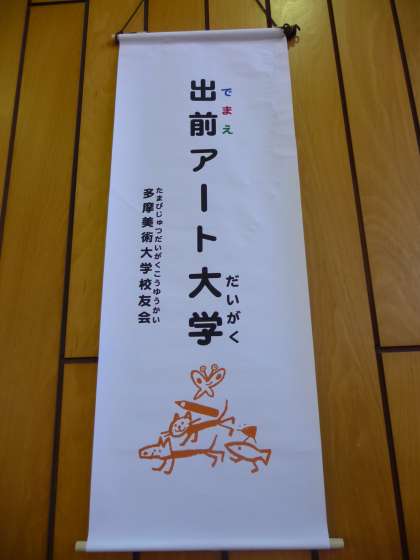 出前アート大学
でまえ
だいがく
多摩美術大学校友会
たまびじゅつだいがくこうゆうかい